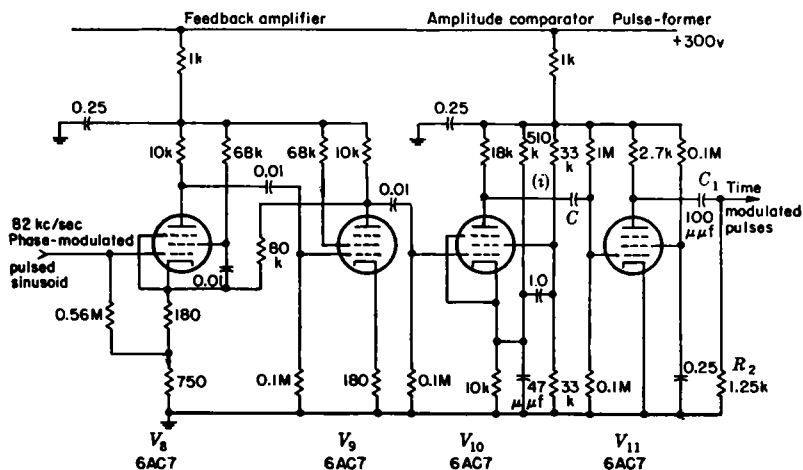 Feedback amplifier Amplitude comparator Pulse-former
+300v
1k 1k
0.25 0.25
10k 68k 68k 10k 18k 510 k 33 k 1M 2.7k 0.1M
0.01 0.01 (i) C C₁ Time
100 μμf modulated pulses
82 kc/sec
Phase-modulated
pulsed
sinusoid
80 k
0.01
1.0
0.56M 180
750 0.1M 180 0.1M 10k 47 μμf 33 k 0.1M 0.25 R₂
1.25k
V₈ V₉ V₁₀ V₁₁
6AC7 6AC7 6AC7 6AC7